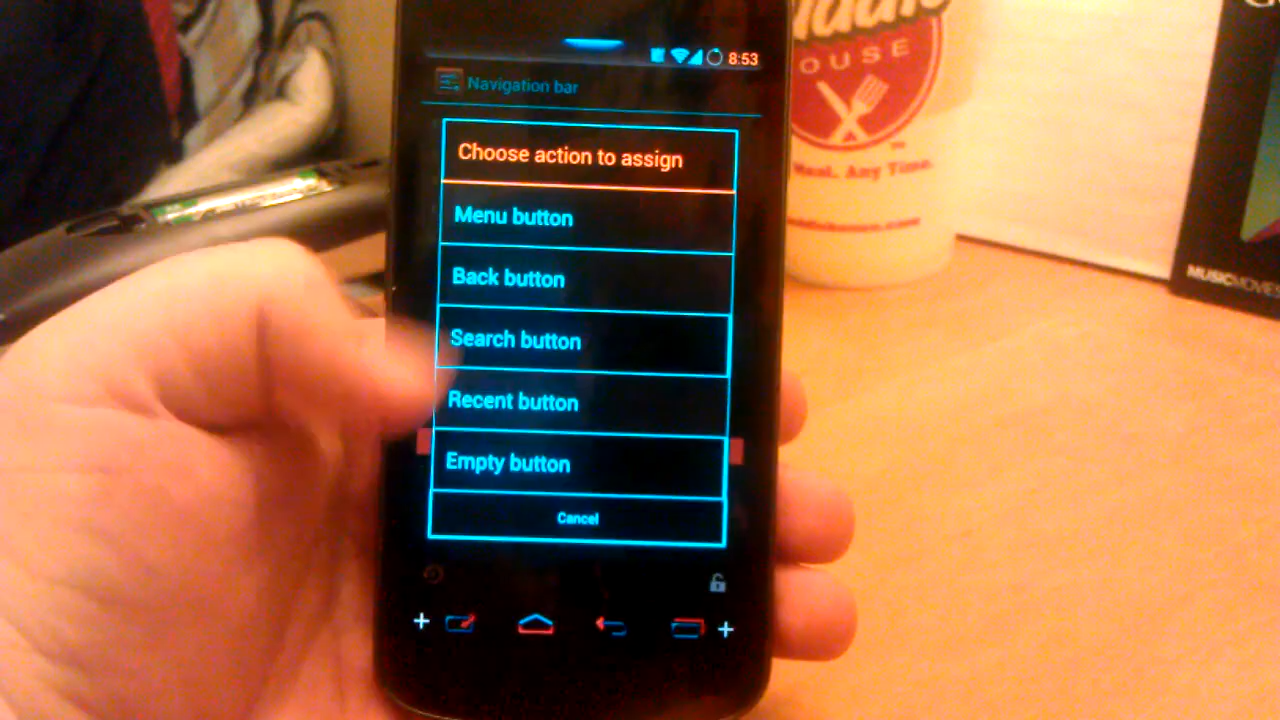 8:53
Navigation bar
Choose action to assign
Menu button
Back button
Search button
Recent button
Empty button
Cancel
OUSE
Meal. Any Time.
MUSICMOVES